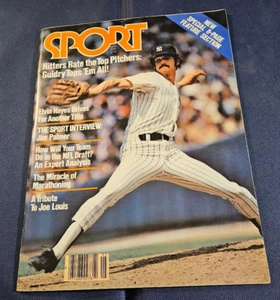 SPORT
NEW
SPECIAL 8-PAGE
FEATURE SECTION
Hitters Rate the Top Pitchers:
Guidry Tops 'Em All!
Elvin Hayes Drives
For Another Title
THE SPORT INTERVIEW:
Jim Palmer
How Will Your Team
Do in the NFL Draft?
An Expert Analysis
The Miracle of
Marathoning
A Tribute
To Joe Louis